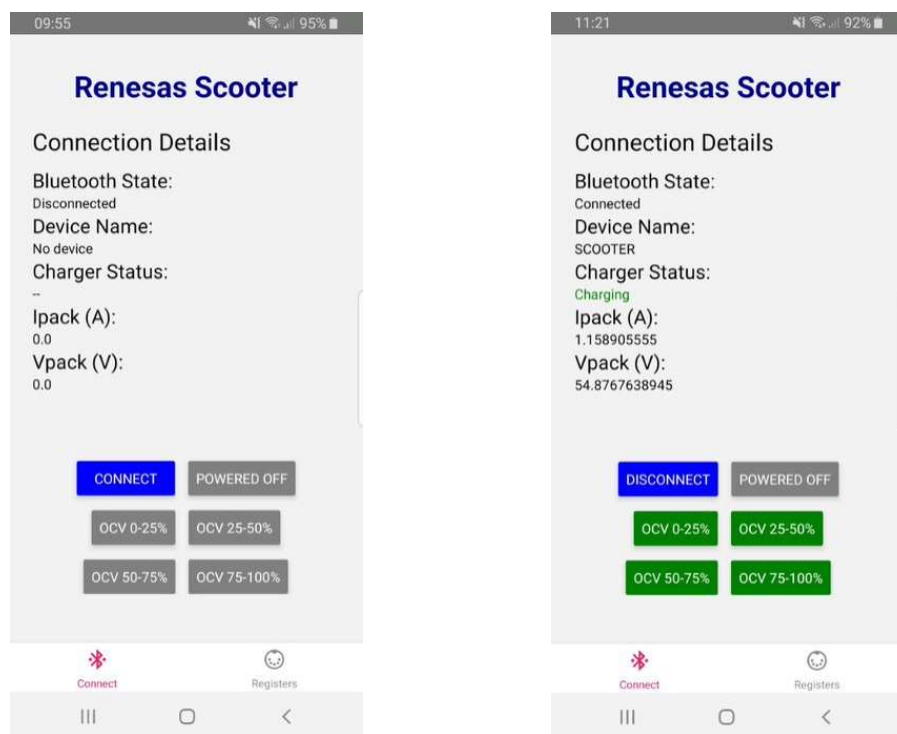 09:55 95%
Renesas Scooter
Connection Details
Bluetooth State:
Disconnected
Device Name:
No device
Charger Status:
--
Ipack (A):
0.0
Vpack (V):
0.0
CONNECT POWERED OFF
OCV 0-25% OCV 25-50%
OCV 50-75% OCV 75-100%
Connect Registers
11:21 92%
Renesas Scooter
Connection Details
Bluetooth State:
Connected
Device Name:
SCOOTER
Charger Status:
Charging
Ipack (A):
1.158905555
Vpack (V):
54.8767638945
DISCONNECT POWERED OFF
OCV 0-25% OCV 25-50%
OCV 50-75% OCV 75-100%
Connect Registers